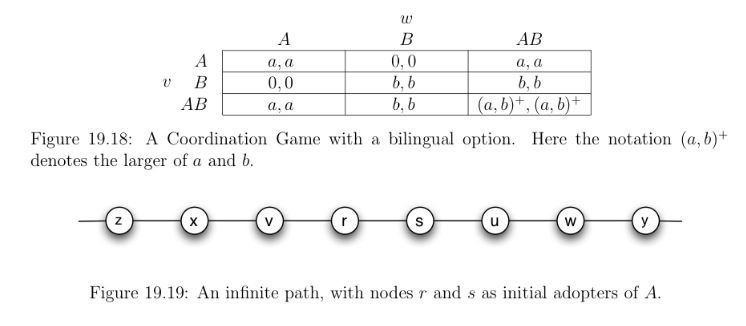 w
A B AB
A a, a 0, 0 a, a
v B 0, 0 b, b b, b
AB a, a b, b (a, b)⁺, (a, b)⁺
Figure 19.18: A Coordination Game with a bilingual option. Here the notation (a, b)⁺
denotes the larger of a and b.
z x v r s u w y
Figure 19.19: An infinite path, with nodes r and s as initial adopters of A.